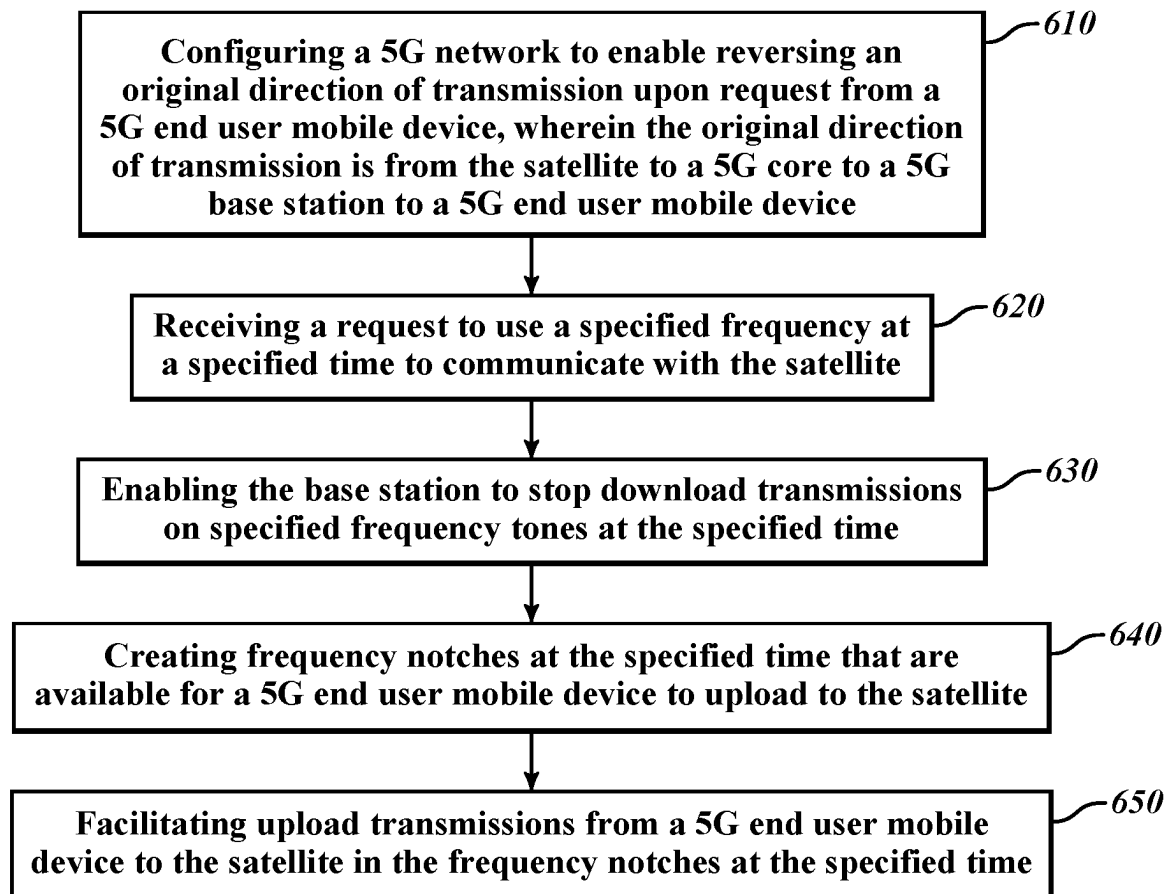 610
Configuring a 5G network to enable reversing an
original direction of transmission upon request from a
5G end user mobile device, wherein the original direction
of transmission is from the satellite to a 5G core to a 5G
base station to a 5G end user mobile device
620
Receiving a request to use a specified frequency at
a specified time to communicate with the satellite
630
Enabling the base station to stop download transmissions
on specified frequency tones at the specified time
640
Creating frequency notches at the specified time that are
available for a 5G end user mobile device to upload to the satellite
650
Facilitating upload transmissions from a 5G end user mobile
device to the satellite in the frequency notches at the specified time